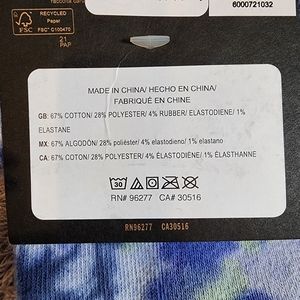 RECYCLED
Paper
FSC
FSC® C100470
21
PAP
6000721032
MADE IN CHINA/ HECHO EN CHINA/
FABRIQUÉ EN CHINE
GB: 67% COTTON/ 28% POLYESTER/ 4% RUBBER/ ELASTODIENE/ 1%
ELASTANE
MX: 67% ALGODÓN/ 28% poliéster/ 4% elastodieno/ 1% elastano
CA: 67% COTON/ 28% POLYESTER/ 4% ÉLASTODIÈNE/ 1% ÉLASTHANNE
30
RN# 96277 CA# 30516
RN96277 CA30516